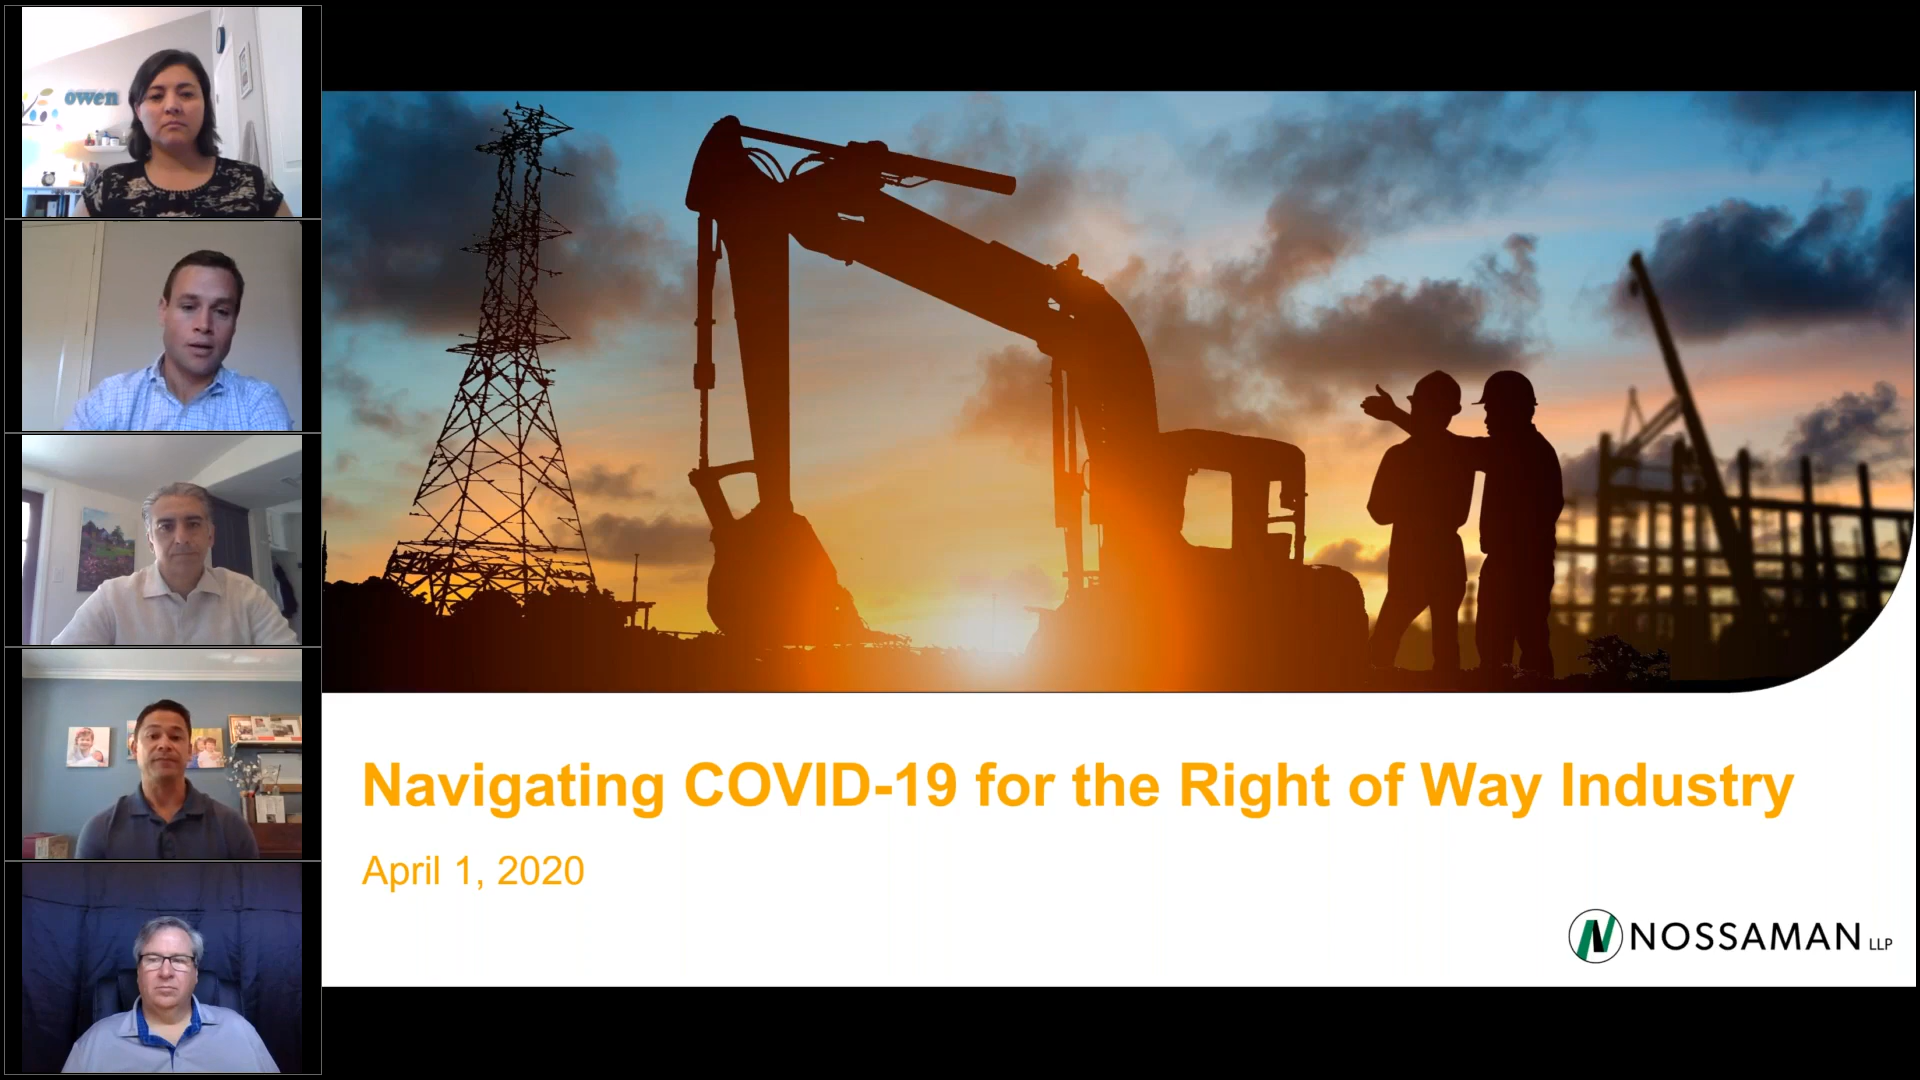 owen
Navigating COVID-19 for the Right of Way Industry
April 1, 2020
NOSSAMAN LLP